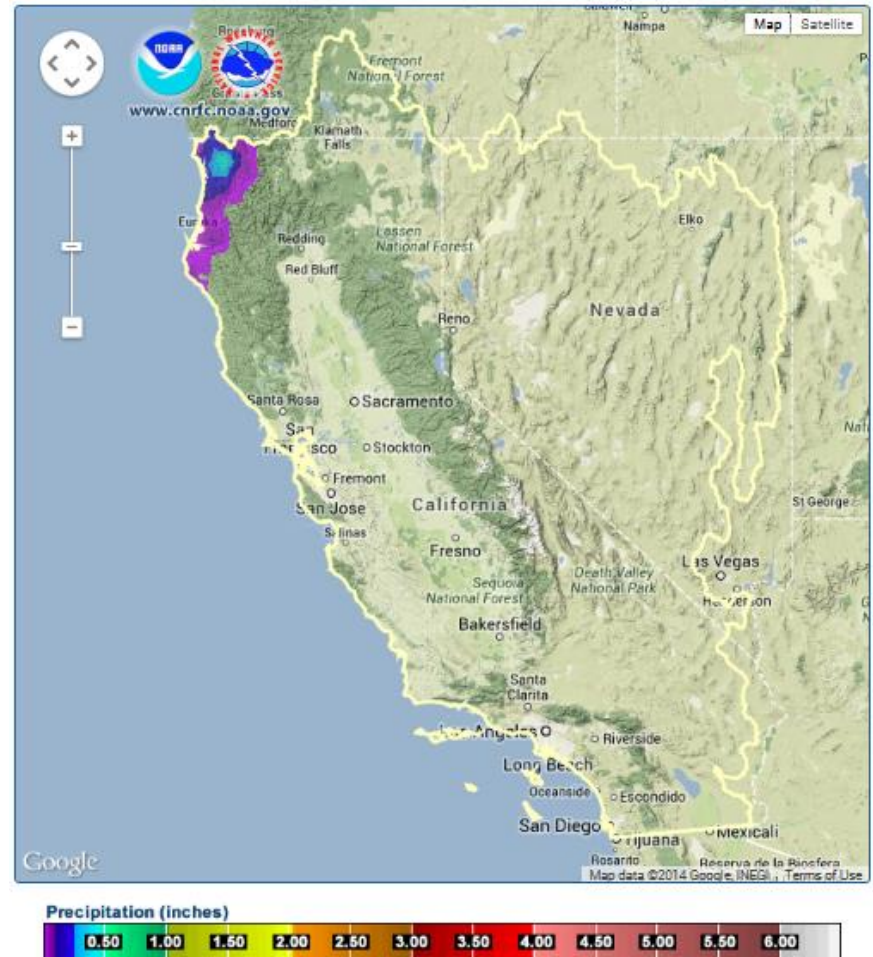 Nampa
Map Satellite
NOAA
NATIONAL WEATHER SERVICE
Fremont
National Forest
www.cnrfc.noaa.gov
Medford
Klamath
Falls
Elko
Eureka
Redding
Lassen
National Forest
Red Bluff
Nevada
Reno
Santa Rosa
Sacramento
San
Francisco
Stockton
Fremont
San Jose
California
St George
Salinas
Fresno
Las Vegas
Sequoia
National Forest
Death Valley
National Park
Henderson
Bakersfield
Santa
Clarita
Los Angeles
Riverside
Long Beach
Oceanside
Escondido
San Diego
Tijuana
Mexicali
Rosarito
Reserva de la Biosfera
Google
Map data ©2014 Google, INEGI Terms of Use
Precipitation (inches)
0.50 1.00 1.50 2.00 2.50 3.00 3.50 4.00 4.50 5.00 5.50 6.00